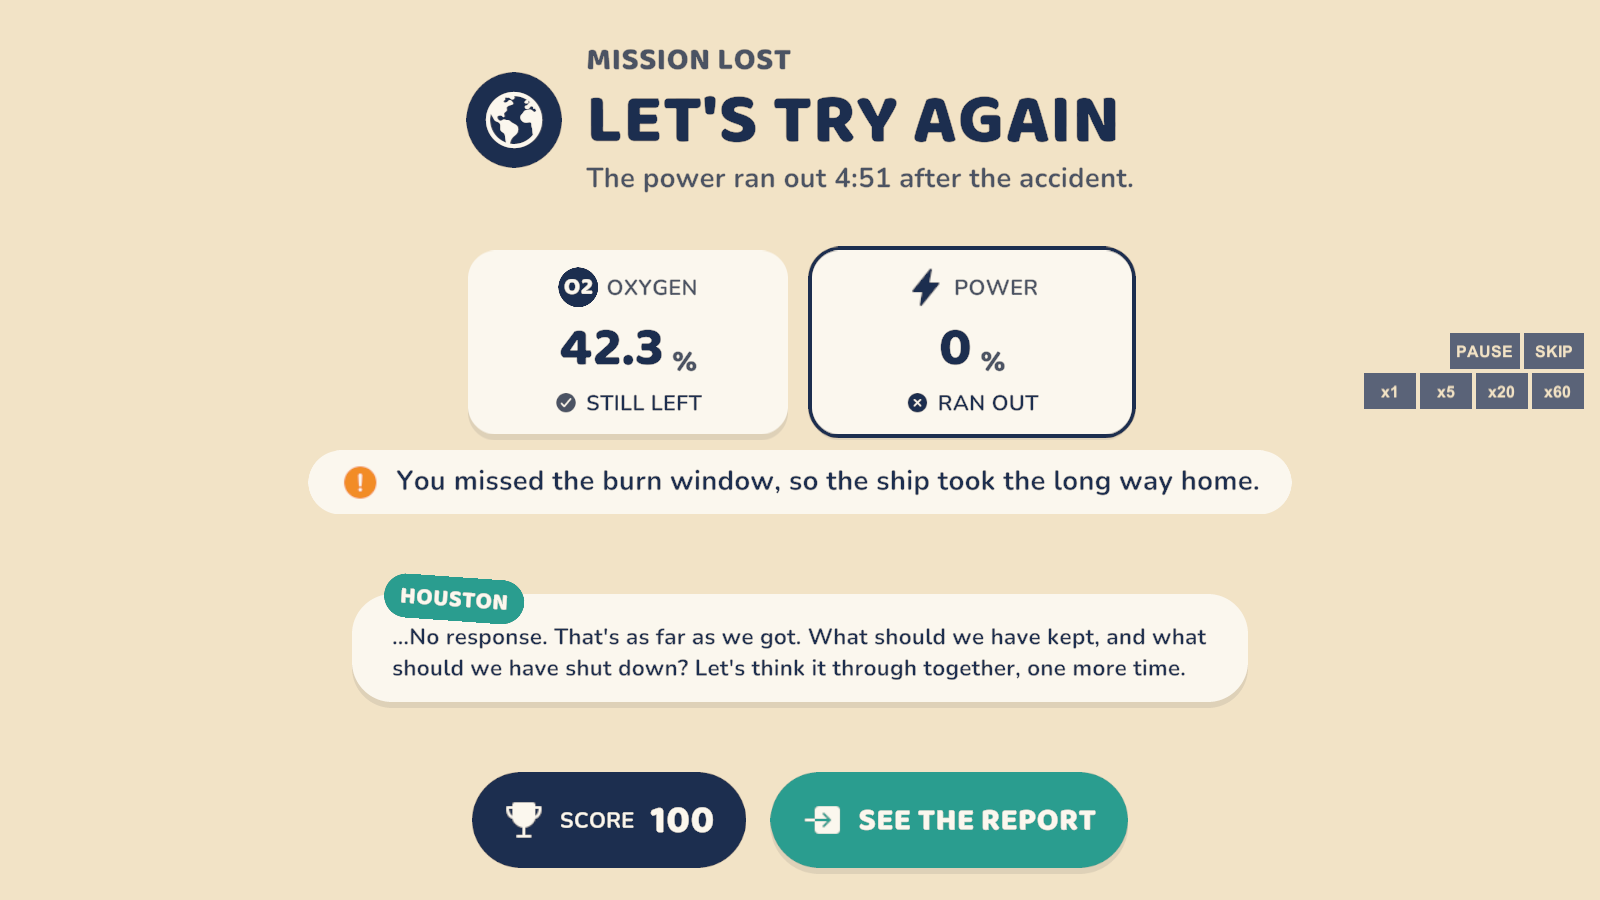 MISSION LOST
LET'S TRY AGAIN
The power ran out 4:51 after the accident.
O2 OXYGEN
42.3 %
STILL LEFT
POWER
0 %
RAN OUT
PAUSE SKIP
x1 x5 x20 x60
! You missed the burn window, so the ship took the long way home.
HOUSTON
...No response. That's as far as we got. What should we have kept, and what
should we have shut down? Let's think it through together, one more time.
SCORE 100
SEE THE REPORT